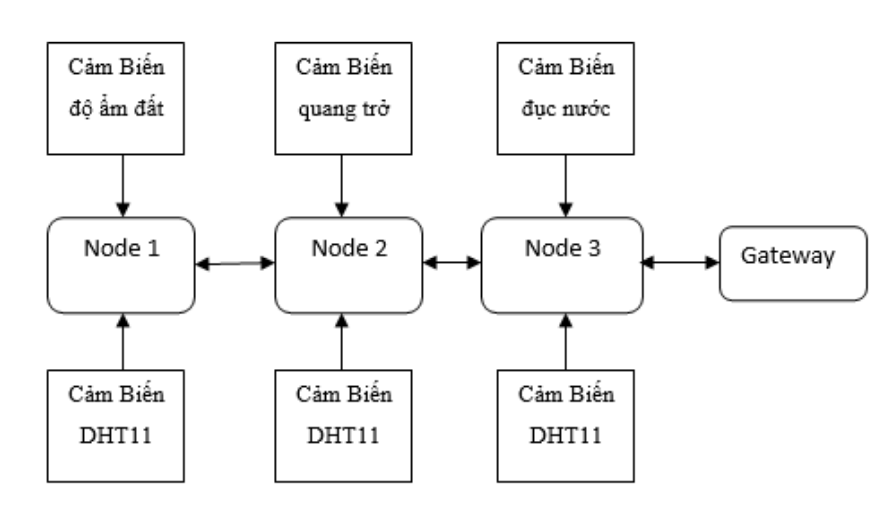 Cảm Biến
độ ẩm đất
Cảm Biến
quang trở
Cảm Biến
đục nước
Node 1
Node 2
Node 3
Gateway
Cảm Biến
DHT11
Cảm Biến
DHT11
Cảm Biến
DHT11